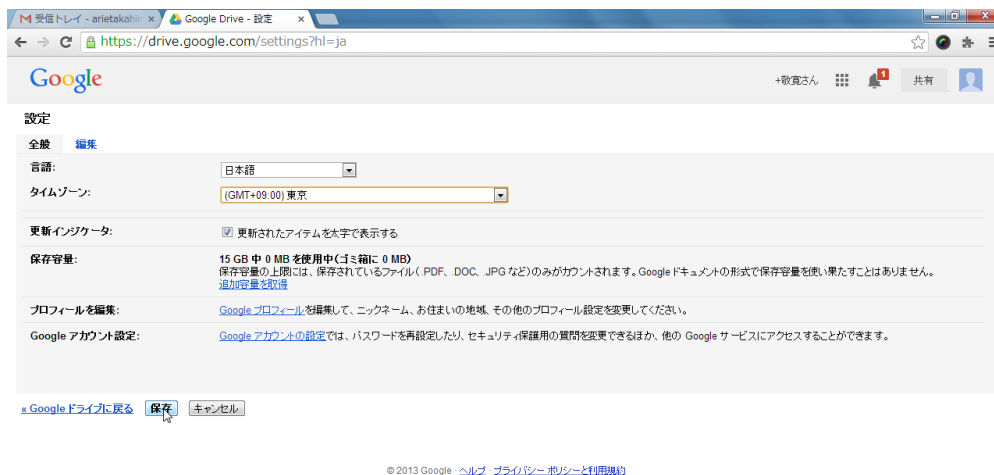 受信トレイ - arietakahir
Google Drive - 設定
https://drive.google.com/settings?hl=ja
Google
+敬寛さん
1
共有
設定
全般 編集
言語: 日本語
タイムゾーン: (GMT+09:00) 東京
更新インジケータ: 更新されたアイテムを太字で表示する
保存容量: 15 GB 中 0 MB を使用中(ゴミ箱に 0 MB)
保存容量の上限には、保存されているファイル(.PDF、.DOC、.JPG など)のみがカウントされます。Google ドキュメントの形式で保存容量を使い果たすことはありません。
追加容量を取得
プロフィールを編集: Google プロフィールを編集して、ニックネーム、お住まいの地域、その他のプロフィール設定を変更してください。
Google アカウント設定: Google アカウントの設定では、パスワードを再設定したり、セキュリティ保護用の質問を変更できるほか、他の Google サービスにアクセスすることができます。
« Google ドライブに戻る 保存 キャンセル
© 2013 Google - ヘルプ - プライバシー ポリシーと利用規約